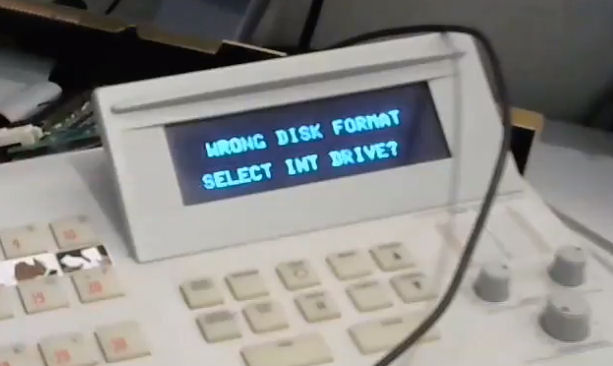 WRONG DISK FORMAT
SELECT INT DRIVE?